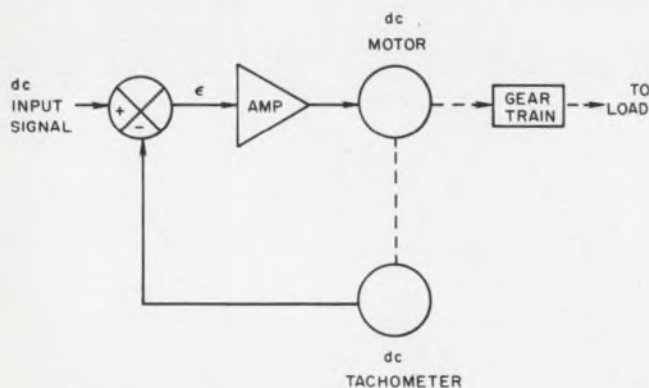 dc
MOTOR
dc
INPUT
SIGNAL
+
-
ϵ
AMP
GEAR
TRAIN
TO
LOAD
dc
TACHOMETER